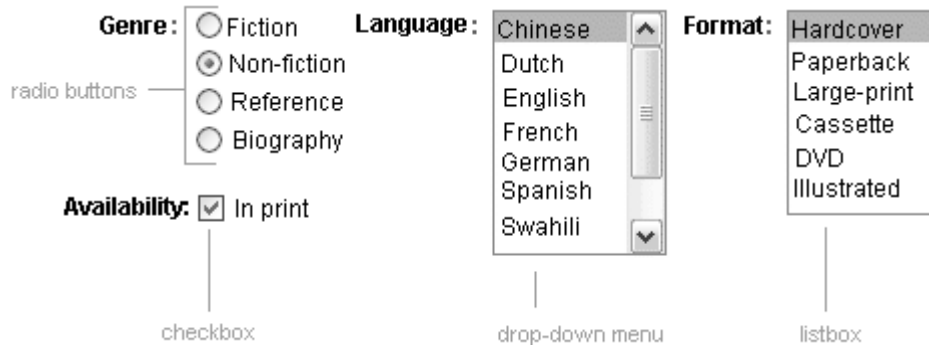 Genre:
Fiction
Non-fiction
Reference
Biography
radio buttons
Availability:
In print
checkbox
Language:
Chinese
Dutch
English
French
German
Spanish
Swahili
drop-down menu
Format:
Hardcover
Paperback
Large-print
Cassette
DVD
Illustrated
listbox